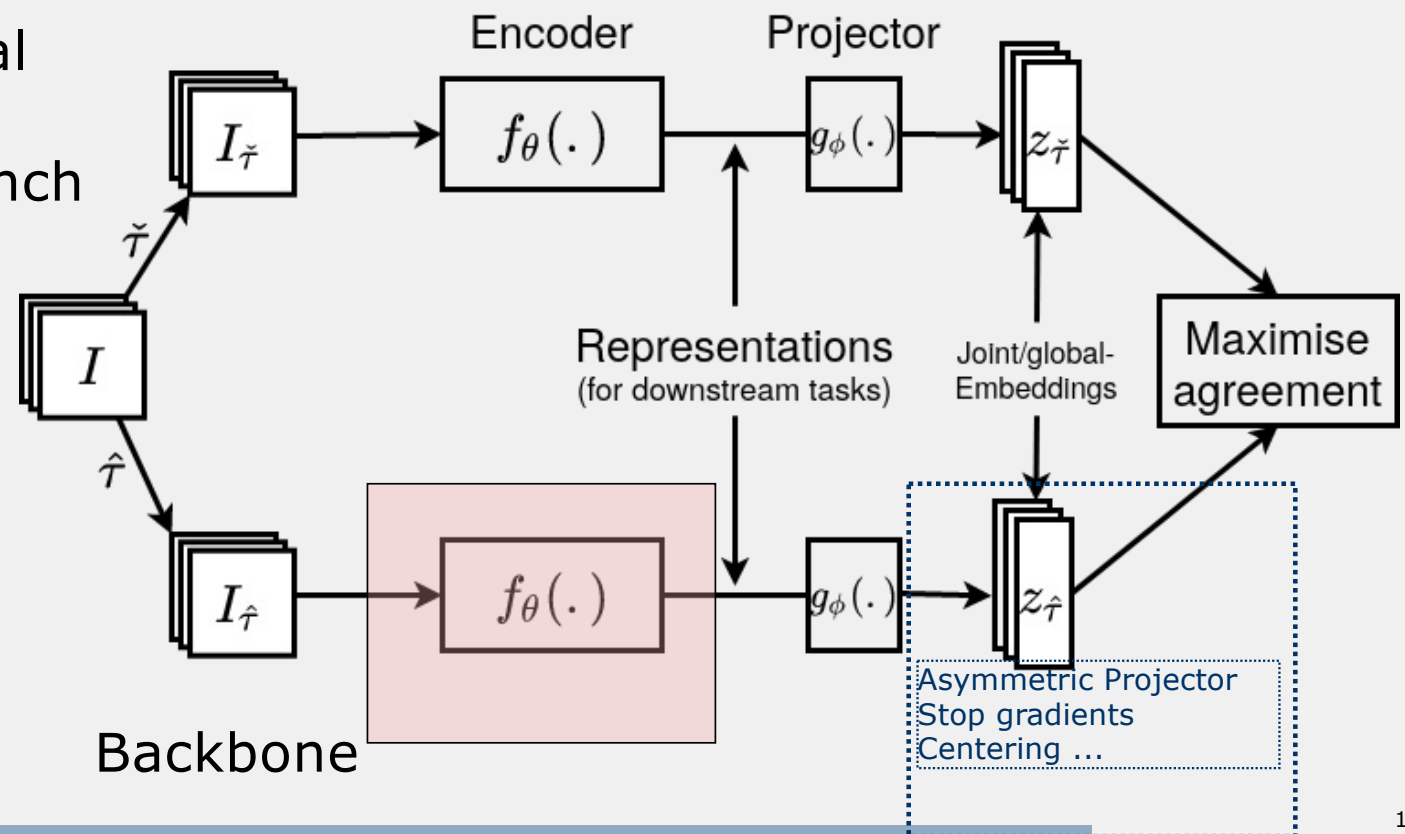 al
nch
Encoder
Projector
I_τ̌
f_θ(.)
g_ϕ(.)
z_τ̌
τ̌
I
Representations
(for downstream tasks)
Joint/global-
Embeddings
Maximise
agreement
τ̂
I_τ̂
f_θ(.)
g_ϕ(.)
z_τ̂
Asymmetric Projector
Stop gradients
Centering ...
Backbone
1